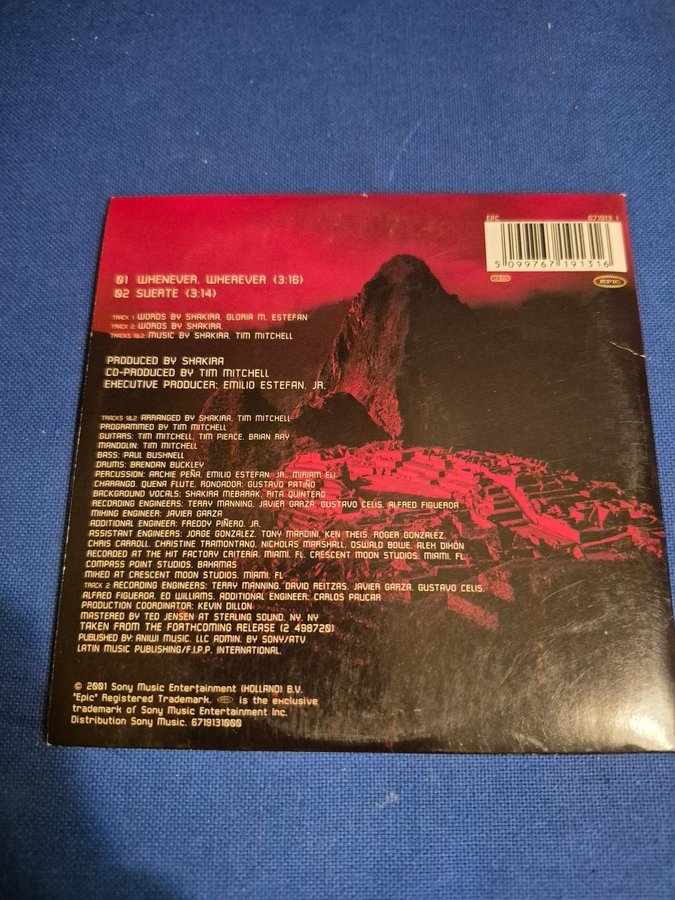 EPC 671913 1
5 099767 191316
EPIC
01 WHENEVER, WHEREVER (3:16)
02 SUERTE (3:14)
TRACK 1 WORDS BY SHAKIRA, GLORIA M. ESTEFAN
TRACK 2: WORDS BY SHAKIRA.
TRACKS 1&2: MUSIC BY SHAKIRA, TIM MITCHELL
PRODUCED BY SHAKIRA
CO-PRODUCED BY TIM MITCHELL
EXECUTIVE PRODUCER: EMILIO ESTEFAN, JR.
TRACKS 1&2: ARRANGED BY SHAKIRA, TIM MITCHELL
PROGRAMMED BY TIM MITCHELL
GUITARS: TIM MITCHELL, TIM PIERCE, BRIAN RAY
MANDOLIN: TIM MITCHELL
BASS: PAUL BUSHNELL
DRUMS: BRENDAN BUCKLEY
PERCUSSION: ARCHIE PEÑA, EMILIO ESTEFAN, JR., MIRIAM ELI
CHARANGO, QUENA FLUTE, RONDADOR: GUSTAVO PATIÑO
BACKGROUND VOCALS: SHAKIRA MEBARAK, RITA QUINTERO
RECORDING ENGINEERS: TERRY MANNING, JAVIER GARZA, GUSTAVO CELIS, ALFRED FIGUEROA
MIXING ENGINEER: JAVIER GARZA
ADDITIONAL ENGINEER: FREDDY PIÑERO, JR.
ASSISTANT ENGINEERS: JORGE GONZALEZ, TONY MARDINI, KEN THEIS, ROGER GONZALEZ,
CHRIS CARROLL, CHRISTINE TRAMONTANO, NICHOLAS MARSHALL, OSWALD BOWE, ALEX DIXON
RECORDED AT THE HIT FACTORY CRITERIA, MIAMI, FL, CRESCENT MOON STUDIOS, MIAMI, FL,
COMPASS POINT STUDIOS, BAHAMAS
MIXED AT CRESCENT MOON STUDIOS, MIAMI, FL
TRACK 2: RECORDING ENGINEERS: TERRY MANNING, DAVID REITZAS, JAVIER GARZA, GUSTAVO CELIS,
ALFRED FIGUEROA, ED WILLIAMS, ADDITIONAL ENGINEER: CARLOS PAUCAR
PRODUCTION COORDINATOR: KEVIN DILLON
MASTERED BY TED JENSEN AT STERLING SOUND, NY, NY
TAKEN FROM THE FORTHCOMING RELEASE (2 498720)
PUBLISHED BY: ANIWI MUSIC, LLC ADMIN. BY SONY/ATV
LATIN MUSIC PUBLISHING/F.I.P.P. INTERNATIONAL
© 2001 Sony Music Entertainment (HOLLAND) B.V.
"Epic" Registered Trademark. is the exclusive
trademark of Sony Music Entertainment Inc.
Distribution Sony Music. 6719131000